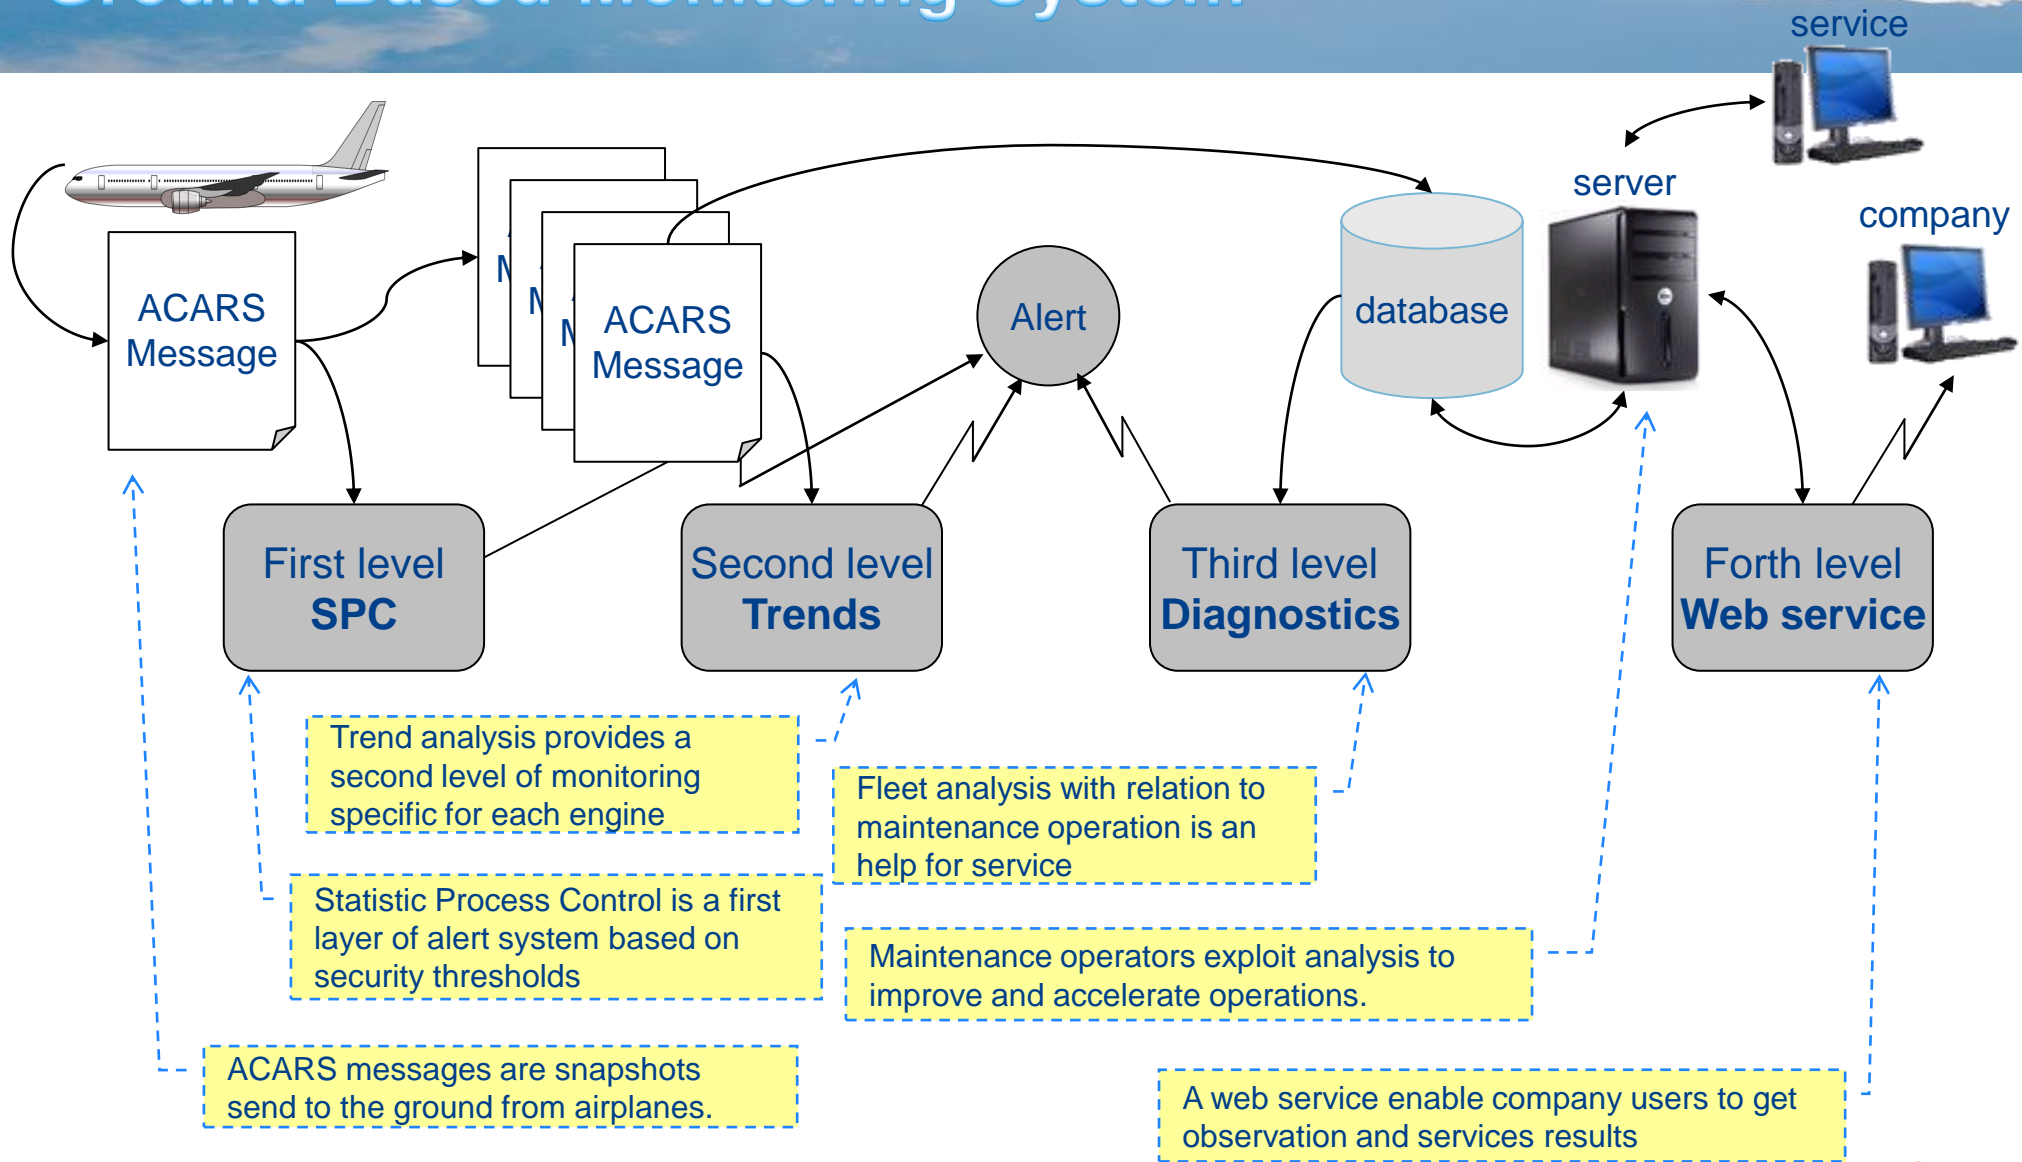 Ground Based Monitoring System
service
server
company
ACARS
Message
ACARS
Message
Alert
database
First level
SPC
Second level
Trends
Third level
Diagnostics
Forth level
Web service
Trend analysis provides a
second level of monitoring
specific for each engine
Fleet analysis with relation to
maintenance operation is an
help for service
Statistic Process Control is a first
layer of alert system based on
security thresholds
Maintenance operators exploit analysis to
improve and accelerate operations.
ACARS messages are snapshots
send to the ground from airplanes.
A web service enable company users to get
observation and services results